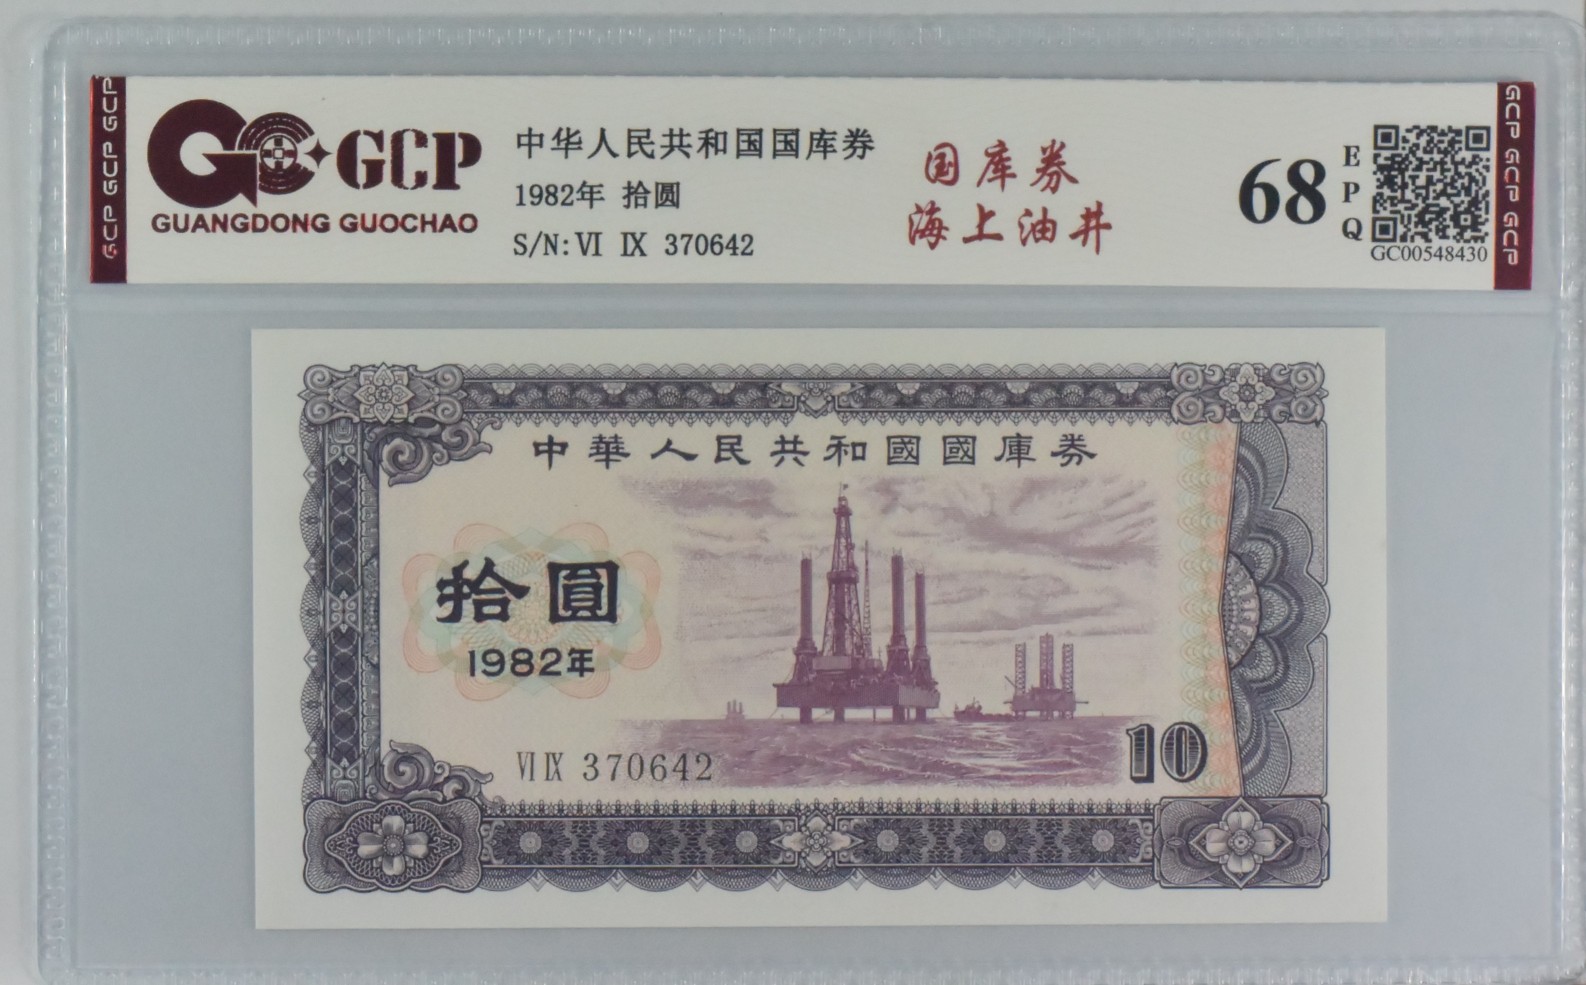 GCP GCP GCP
GCP
GUANGDONG GUOCHAO
中华人民共和国国库券
1982年 拾圆
S/N: VI IX 370642
国库券
海上油井
68
EPQ
GC00548430
GCP GCP GCP GCP
中華人民共和國國庫券
拾圓
1982年
VI IX 370642
10